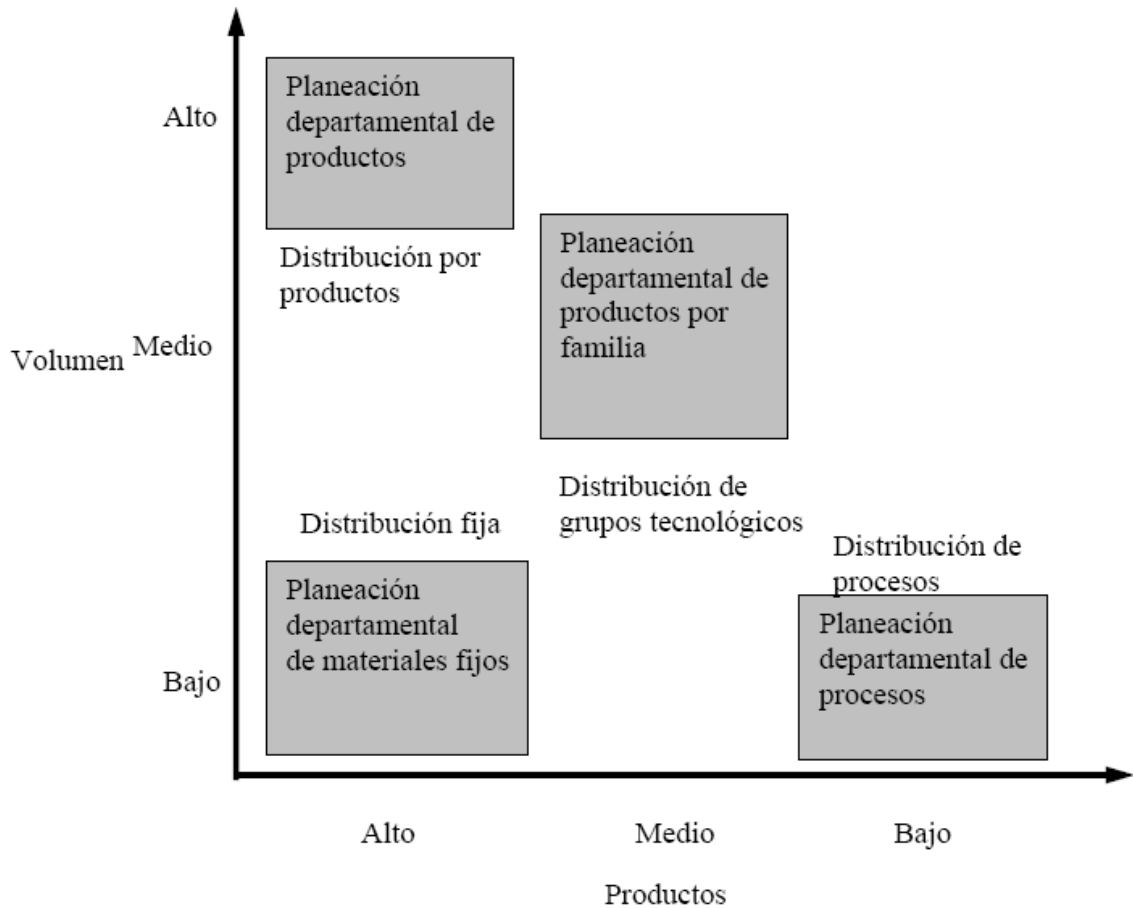 Alto
Planeación
departamental de
productos
Distribución por
productos
Planeación
departamental de
productos por
familia
Volumen
Medio
Distribución de
grupos tecnológicos
Distribución fija
Planeación
departamental
de materiales fijos
Distribución de
procesos
Planeación
departamental de
procesos
Bajo
Alto
Medio
Bajo
Productos